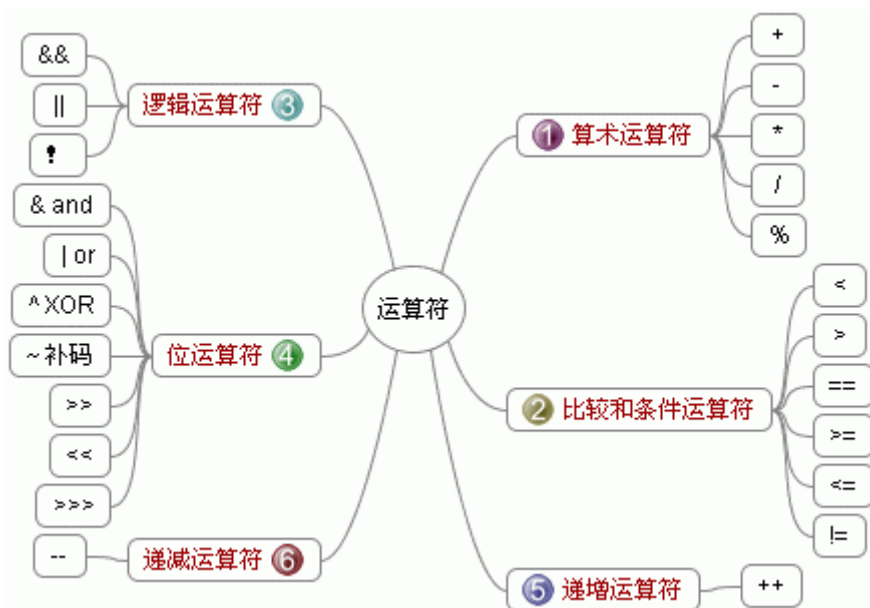 运算符
① 算术运算符
+
-
*
/
%
② 比较和条件运算符
<
>
==
>=
<=
!=
逻辑运算符 ③
&&
||
!
位运算符 ④
& and
| or
^ XOR
~补码
>>
<<
>>>
⑤ 递增运算符
++
递减运算符 ⑥
--